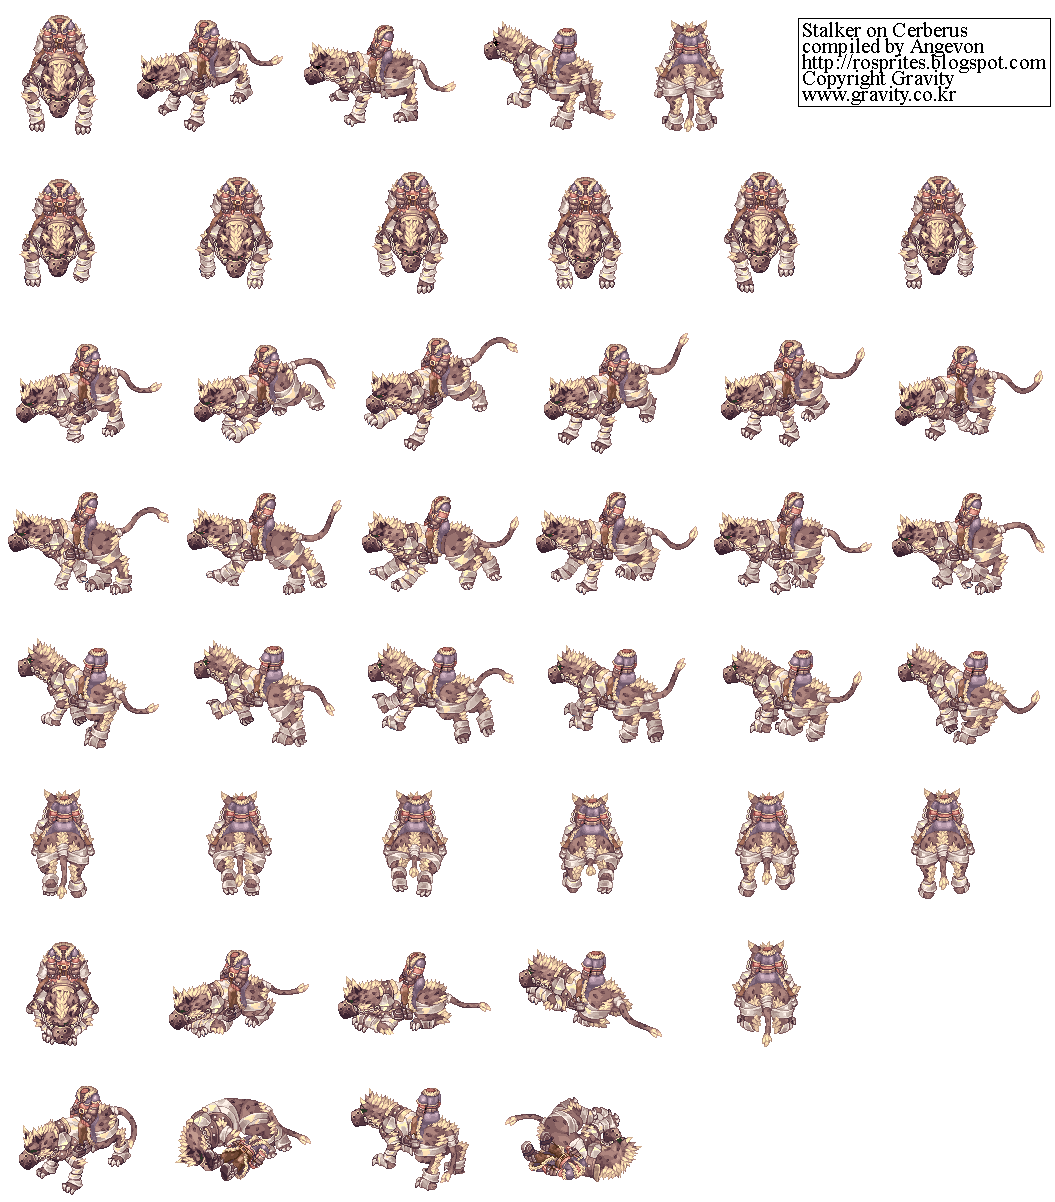 Stalker on Cerberus
compiled by Angevon
http://rosprites.blogspot.com
Copyright Gravity
www.gravity.co.kr